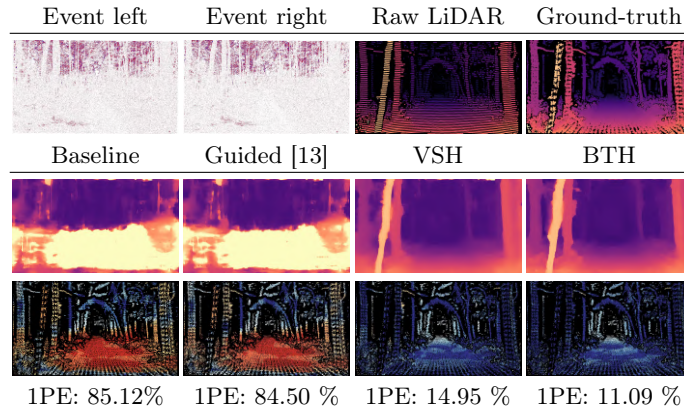 Event left Event right Raw LiDAR Ground-truth
Baseline Guided [13] VSH BTH
1PE: 85.12% 1PE: 84.50 % 1PE: 14.95 % 1PE: 11.09 %